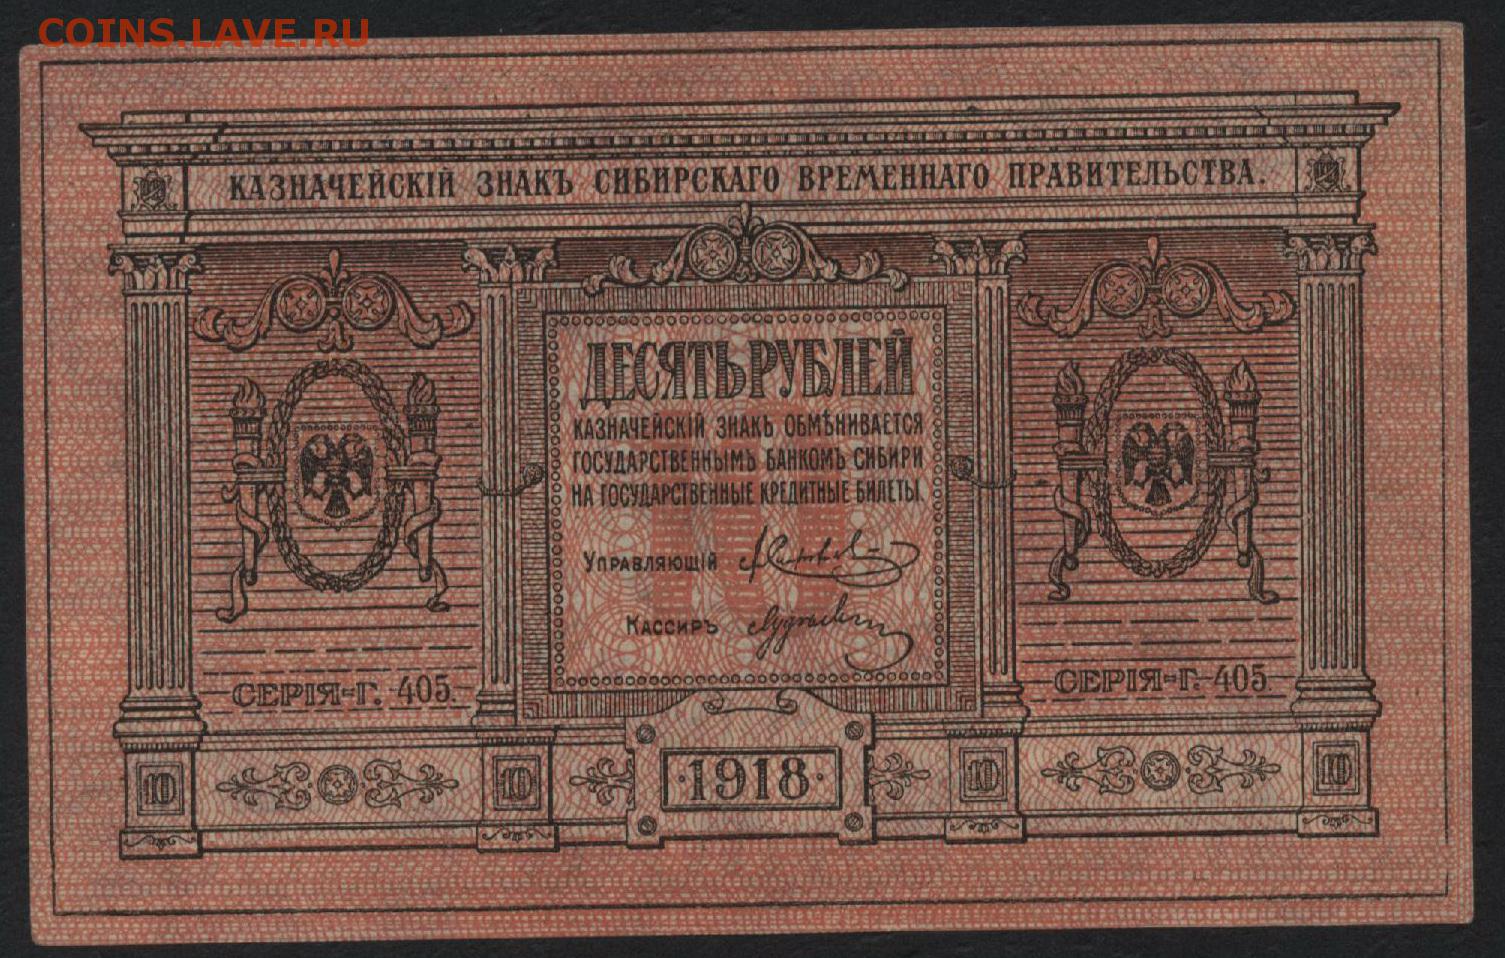 COINS.LAVE.RU
КАЗНАЧЕЙСКІЙ ЗНАКЪ СИБИРСКАГО ВРЕМЕННАГО ПРАВИТЕЛЬСТВА.
ДЕСЯТЬ РУБЛЕЙ
КАЗНАЧЕЙСКІЙ ЗНАКЪ ОБМѢНИВАЕТСЯ
ГОСУДАРСТВЕННЫМЪ БАНКОМЪ СИБИРИ
НА ГОСУДАРСТВЕННЫЕ КРЕДИТНЫЕ БИЛЕТЫ.
УПРАВЛЯЮЩІЙ
КАССИРЪ
СЕРІЯ-Г. 405
СЕРІЯ-Г. 405
10 10 ·1918· 10 10